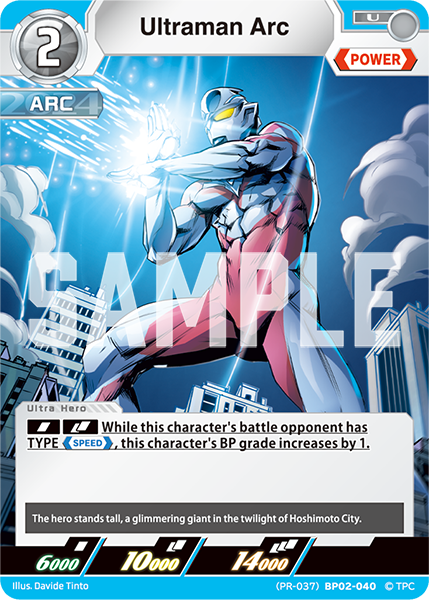 2
Ultraman Arc
U
POWER
ARC
SAMPLE
Ultra Hero
While this character's battle opponent has
TYPE SPEED, this character's BP grade increases by 1.
The hero stands tall, a glimmering giant in the twilight of Hoshimoto City.
6000 10000 14000
Illus. Davide Tinto (PR-037) BP02-040 © TPC